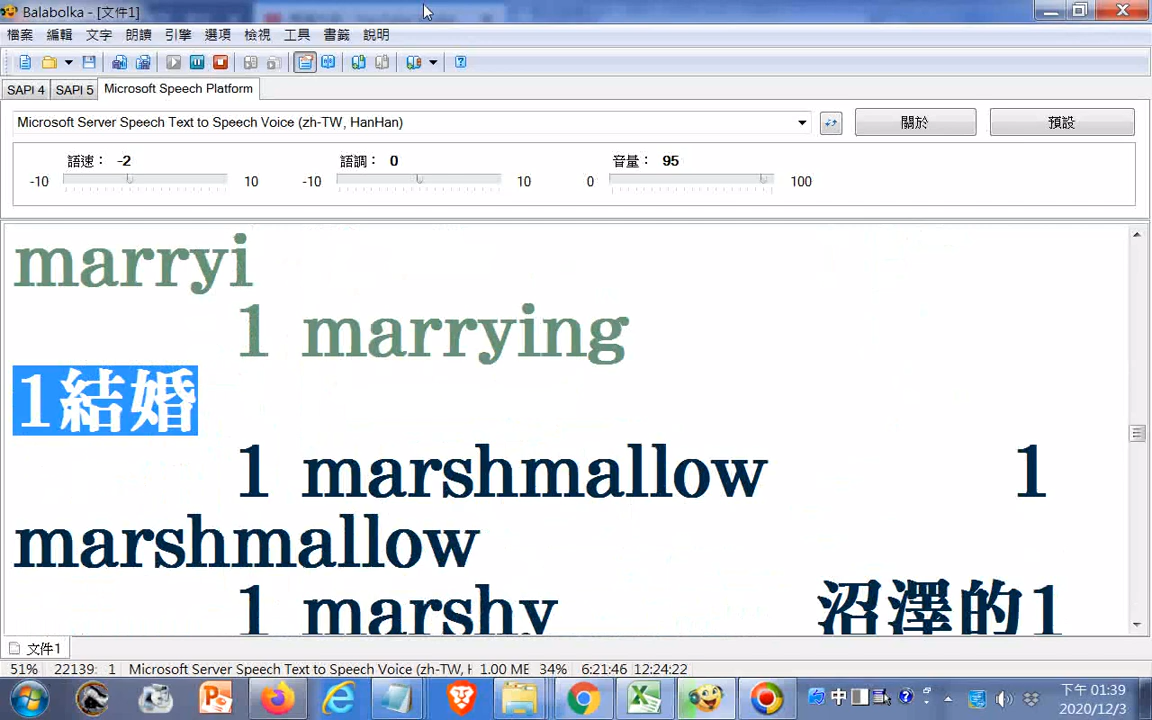 Balabolka - [文件1]
檔案 編輯 文字 朗讀 引擎 選項 檢視 工具 書籤 說明
SAPI 4 SAPI 5 Microsoft Speech Platform
Microsoft Server Speech Text to Speech Voice (zh-TW, HanHan) 關於 預設
語速： -2 語調： 0 音量： 95
-10 10 -10 10 0 100
marryi
1 marrying
1結婚
1 marshmallow 1
marshmallow
1 marshy 沼澤的1
文件1
51% 22139: 1 Microsoft Server Speech Text to Speech Voice (zh-TW, H 1.00 ME 34% 6:21:46 12:24:22
中 下午 01:39
2020/12/3